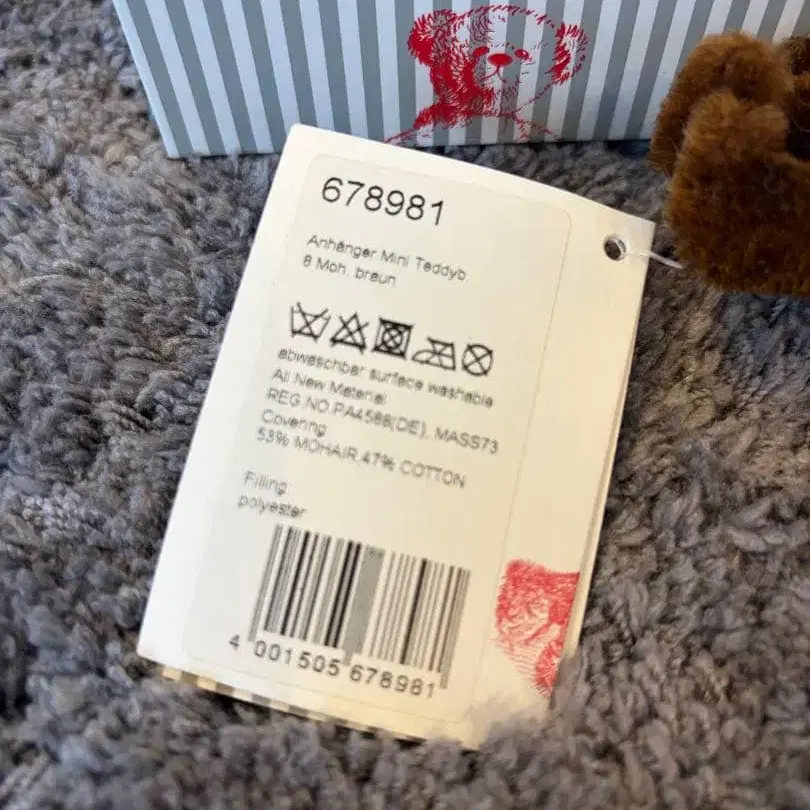 678981
Anhänger Mini Teddyb.
8 Moh. braun
abwaschbar surface washable
All New Material
REG.NO.PA4588(DE), MASS73
Covering
53% MOHAIR,47% COTTON
Filling:
polyester
4 001505 678981